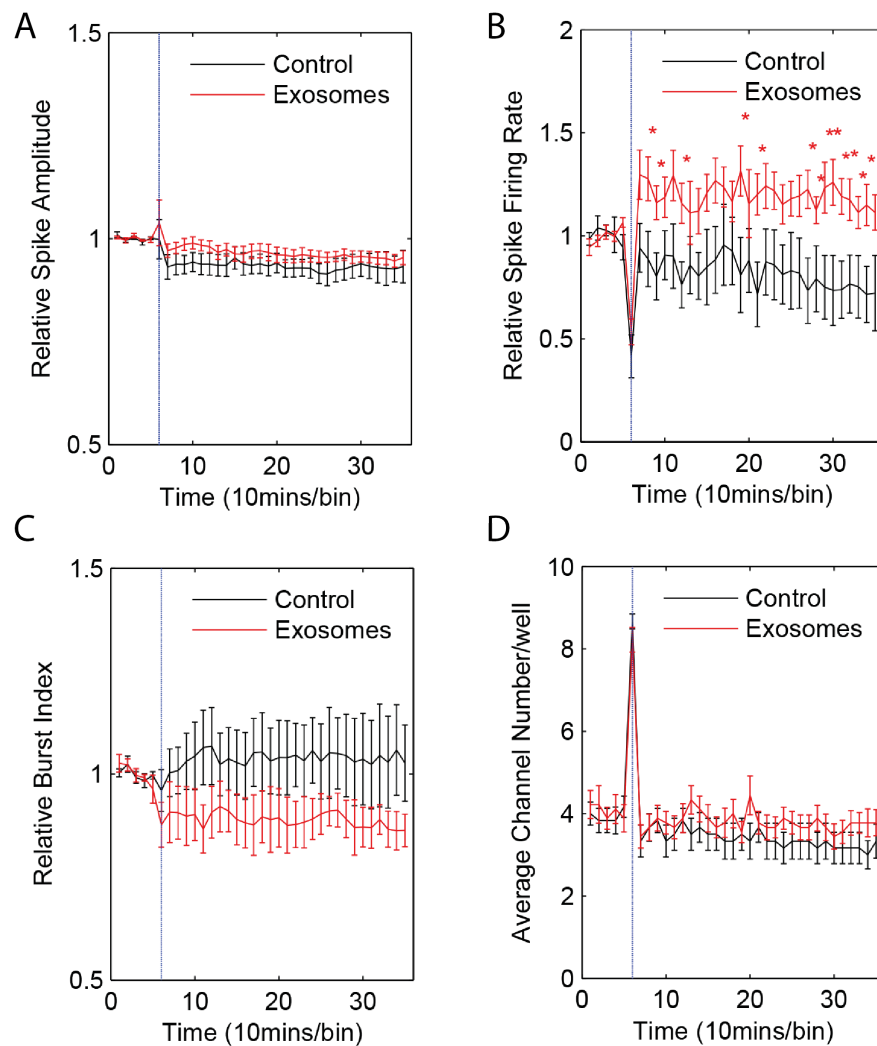 A
1.5
Control
Exosomes
1
0.5
Relative Spike Amplitude
0 10 20 30
Time (10mins/bin)
B
2
Control
Exosomes
1.5
* * * * * * * ** ** * *
1
0.5
0
Relative Spike Firing Rate
0 10 20 30
Time (10mins/bin)
C
1.5
Control
Exosomes
1
0.5
Relative Burst Index
0 10 20 30
Time (10mins/bin)
D
10
Control
Exosomes
8
6
4
2
0
Average Channel Number/well
0 10 20 30
Time (10mins/bin)